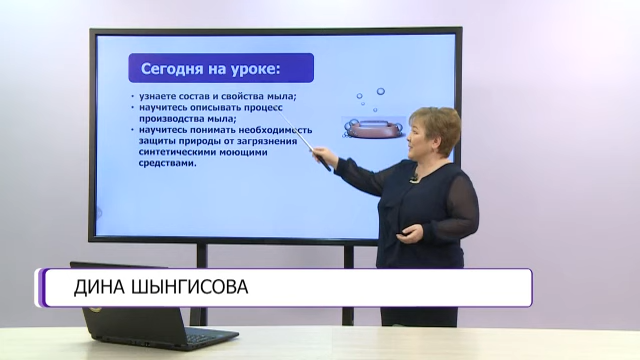 Сегодня на уроке:
• узнаете состав и свойства мыла;
• научитесь описывать процесс
производства мыла;
• научитесь понимать необходимость
защиты природы от загрязнения
синтетическими моющими
средствами.
ДИНА ШЫНГИСОВА